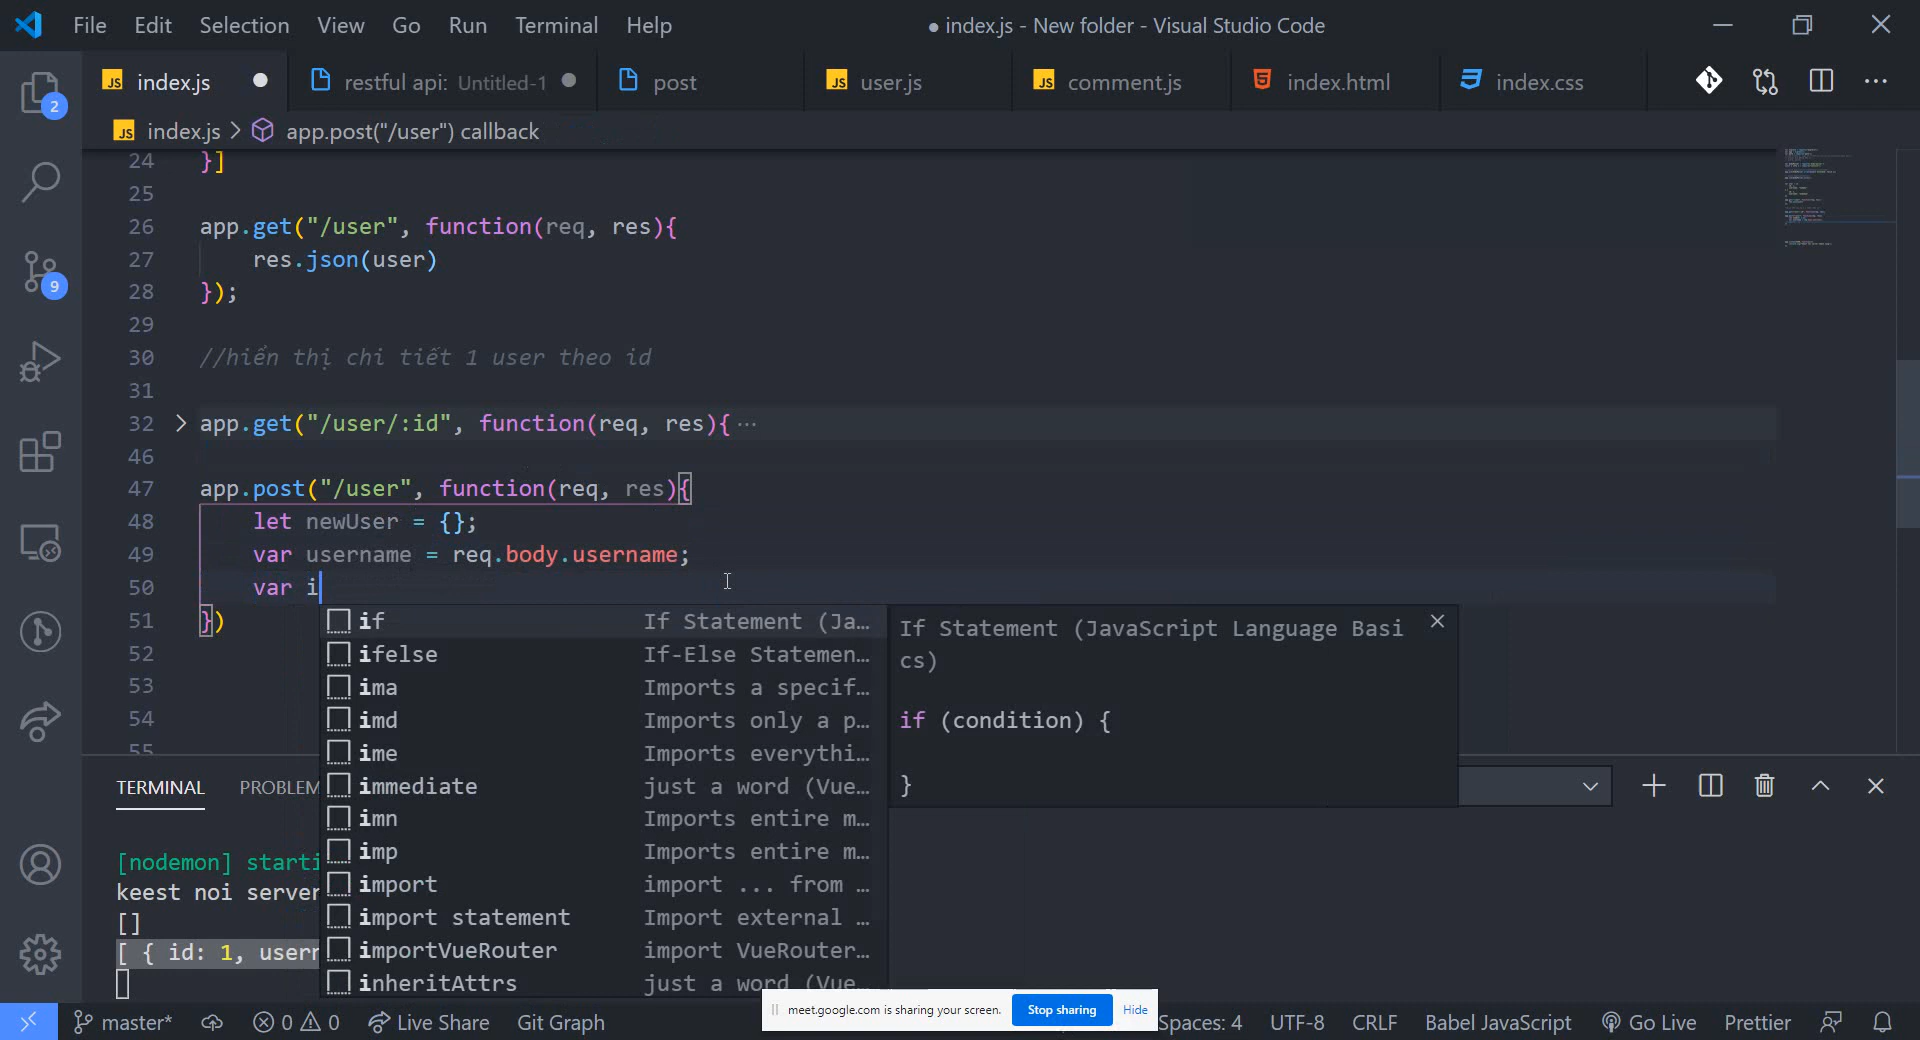 File Edit Selection View Go Run Terminal Help
● index.js - New folder - Visual Studio Code
JS index.js
restful api: Untitled-1
post
JS user.js
JS comment.js
index.html
index.css
JS index.js > app.post("/user") callback
2
9
24 }]
25
26 app.get("/user", function(req, res){
27 res.json(user)
28 });
29
30 //hiển thị chi tiết 1 user theo id
31
32 app.get("/user/:id", function(req, res){ ...
46
47 app.post("/user", function(req, res){
48 let newUser = {};
49 var username = req.body.username;
50 var i
51 })
52
53
54
55
if If Statement (Ja...
ifelse If-Else Statemen...
ima Imports a specif...
imd Imports only a p...
ime Imports everythi...
immediate just a word (Vue...
imn Imports entire m...
imp Imports entire m...
import import ... from ...
import statement Import external ...
importVueRouter import VueRouter...
inheritAttrs just a word (Vue...
If Statement (JavaScript Language Basi
cs)
if (condition) {
}
TERMINAL PROBLEM
[nodemon] starti
keest noi server
[]
[ { id: 1, usern
meet.google.com is sharing your screen. Stop sharing Hide
master* 0 0 Live Share Git Graph
Spaces: 4 UTF-8 CRLF Babel JavaScript Go Live Prettier